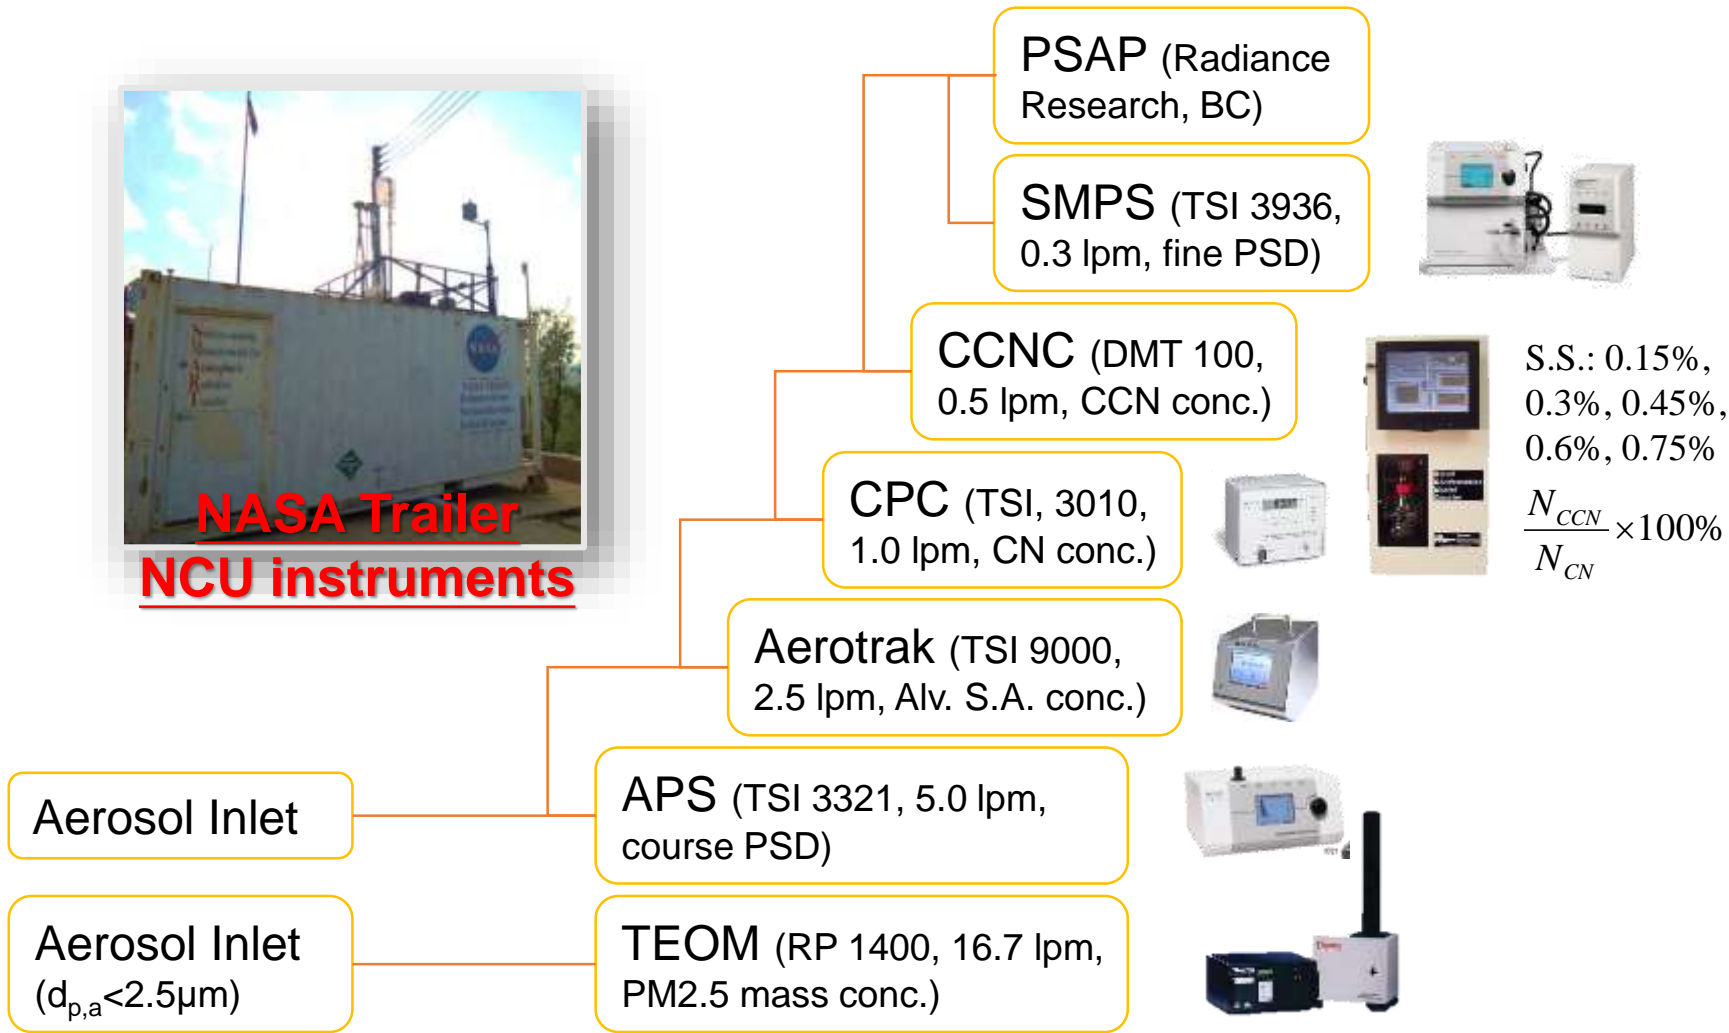 PSAP (Radiance
Research, BC)
SMPS (TSI 3936,
0.3 lpm, fine PSD)
CCNC (DMT 100,
0.5 lpm, CCN conc.)
S.S.: 0.15%,
0.3%, 0.45%,
0.6%, 0.75%
N_CCN
/ N_CN ×100%
CPC (TSI, 3010,
1.0 lpm, CN conc.)
NASA
NASA Trailer
NCU instruments
Aerotrak (TSI 9000,
2.5 lpm, Alv. S.A. conc.)
Aerosol Inlet
APS (TSI 3321, 5.0 lpm,
course PSD)
Aerosol Inlet
(dp,a<2.5μm)
TEOM (RP 1400, 16.7 lpm,
PM2.5 mass conc.)